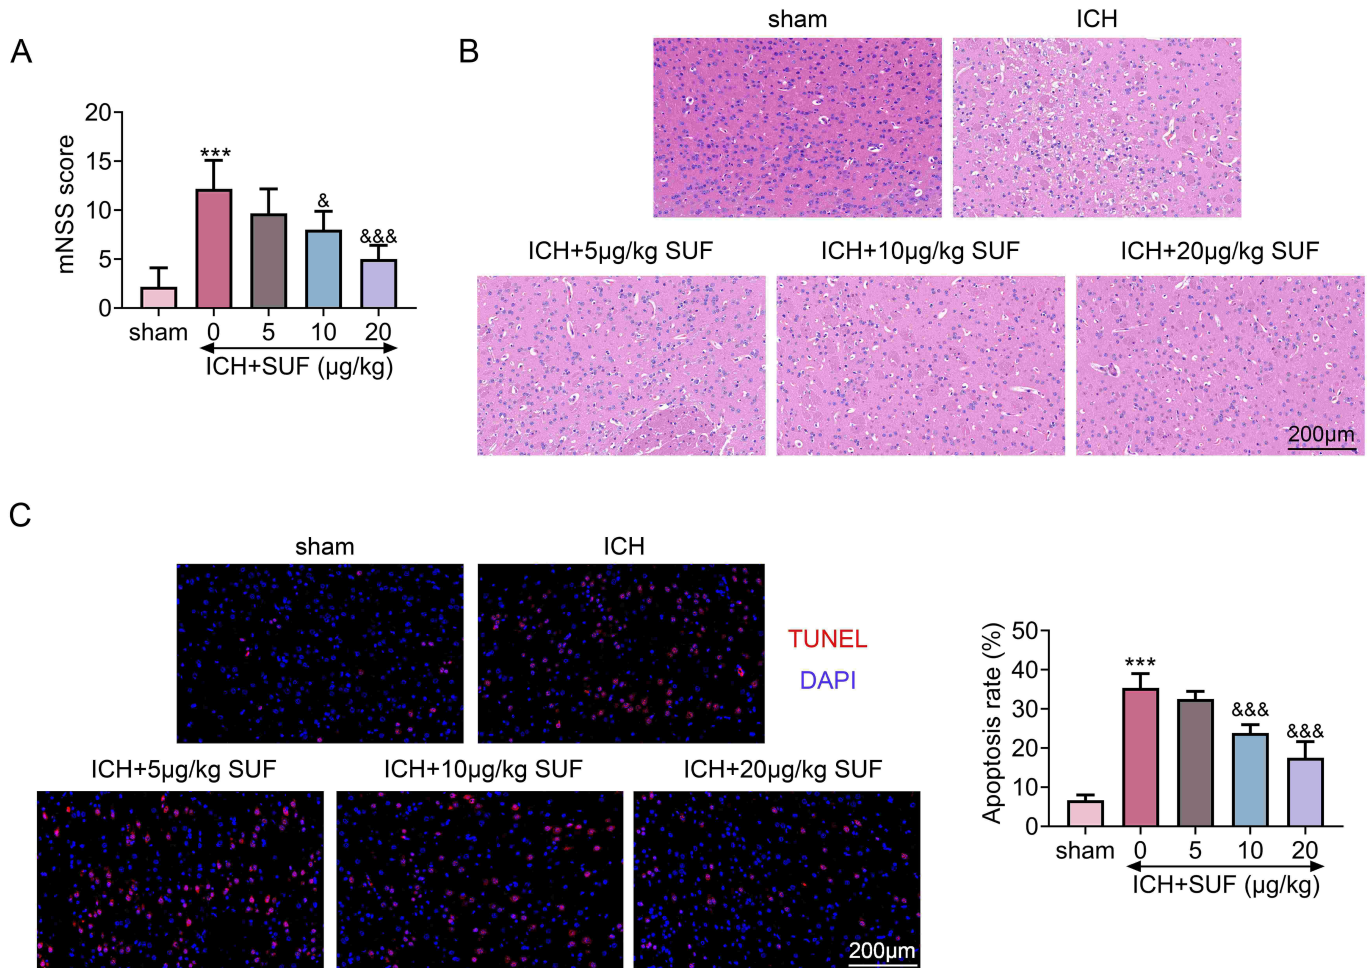 A
20
15
10
5
0
mNSS score
***
&
&&&
sham
0
5
10
20
ICH+SUF (μg/kg)
B
sham
ICH
ICH+5μg/kg SUF
ICH+10μg/kg SUF
ICH+20μg/kg SUF
200μm
C
sham
ICH
TUNEL
DAPI
ICH+5μg/kg SUF
ICH+10μg/kg SUF
ICH+20μg/kg SUF
200μm
50
40
30
20
10
0
Apoptosis rate (%)
***
&&&
&&&
sham
0
5
10
20
ICH+SUF (μg/kg)